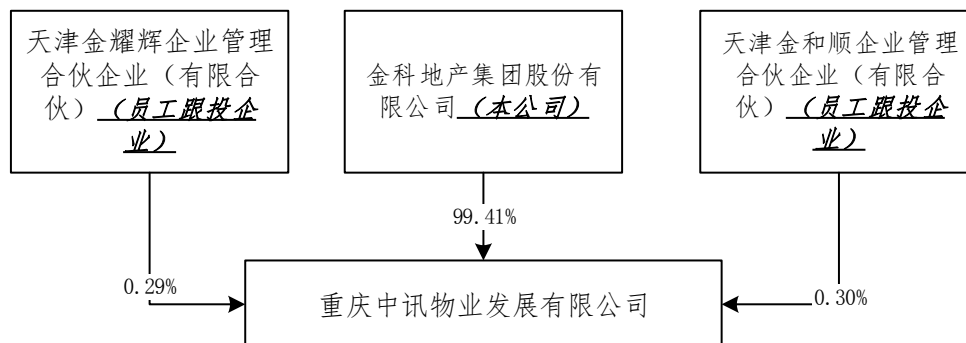 天津金耀辉企业管理
合伙企业（有限合
伙）（员工跟投企
业）
金科地产集团股份有
限公司（本公司）
天津金和顺企业管理
合伙企业（有限合
伙）（员工跟投企
业）
99.41%
0.29%
0.30%
重庆中讯物业发展有限公司